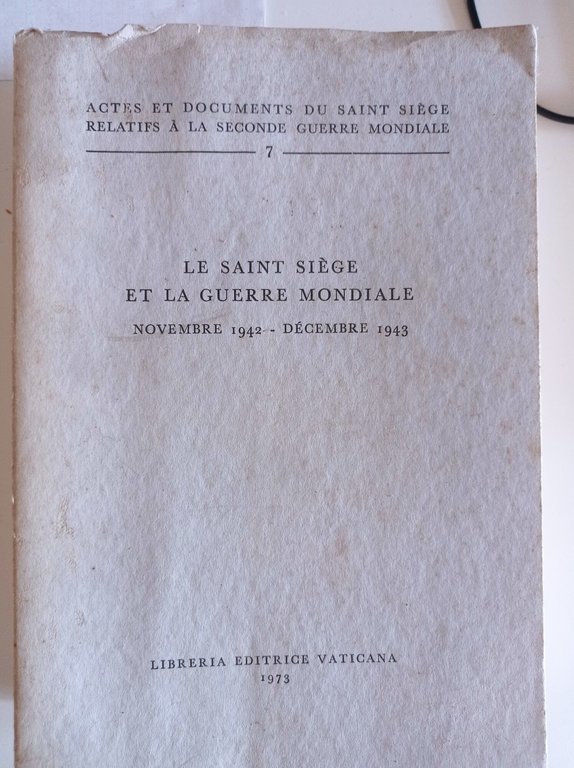 ACTES ET DOCUMENTS DU SAINT SIÈGE
RELATIFS À LA SECONDE GUERRE MONDIALE
7
LE SAINT SIÈGE
ET LA GUERRE MONDIALE
NOVEMBRE 1942 - DÉCEMBRE 1943
LIBRERIA EDITRICE VATICANA
1973